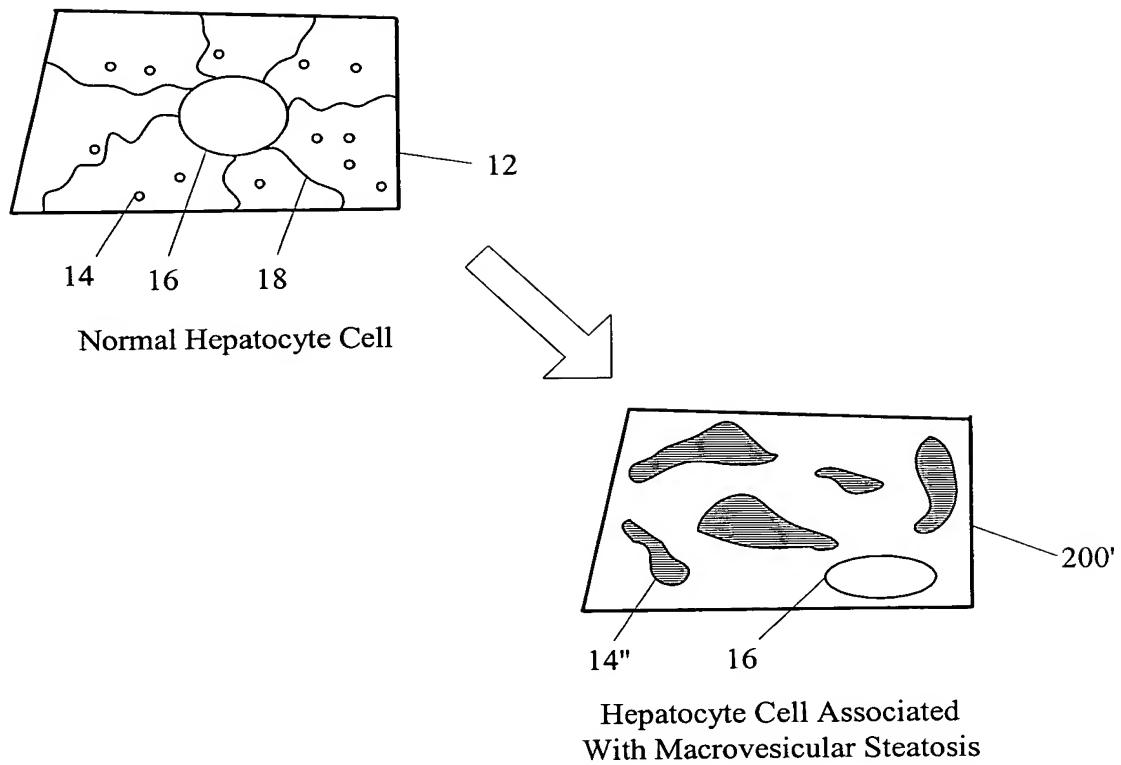 12
14
16
18
Normal Hepatocyte Cell
200'
14"
16
Hepatocyte Cell Associated
With Macrovesicular Steatosis